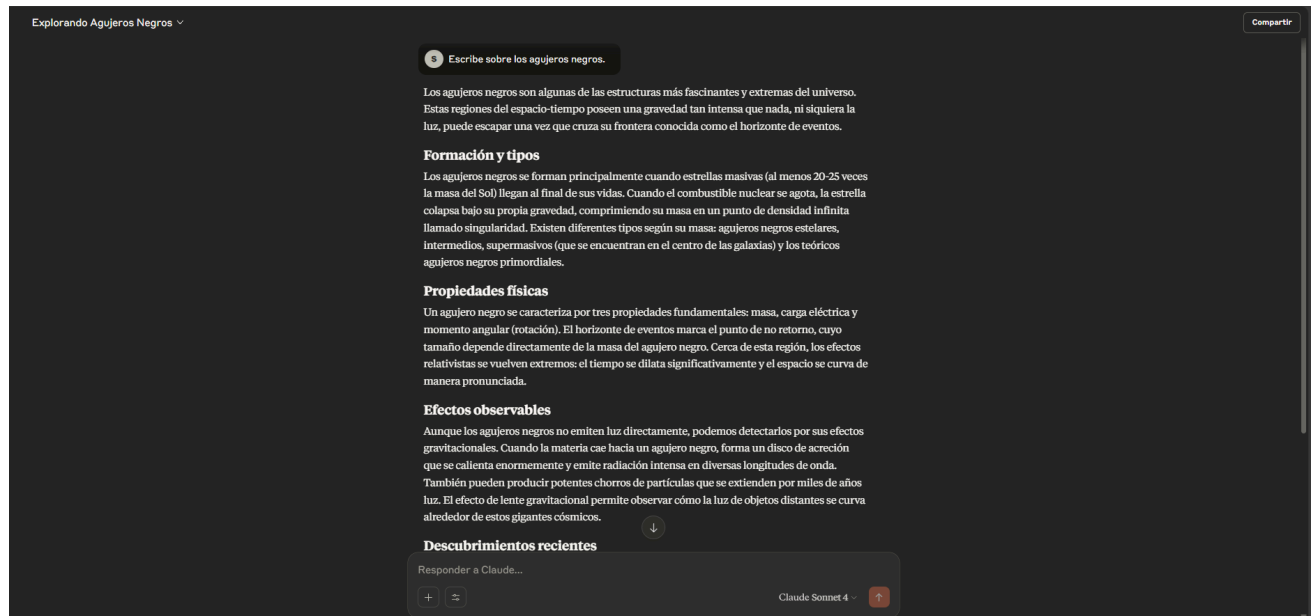 Explorando Agujeros Negros
Compartir
S Escribe sobre los agujeros negros.
Los agujeros negros son algunas de las estructuras más fascinantes y extremas del universo.
Estas regiones del espacio-tiempo poseen una gravedad tan intensa que nada, ni siquiera la
luz, puede escapar una vez que cruza su frontera conocida como el horizonte de eventos.
Formación y tipos
Los agujeros negros se forman principalmente cuando estrellas masivas (al menos 20-25 veces
la masa del Sol) llegan al final de sus vidas. Cuando el combustible nuclear se agota, la estrella
colapsa bajo su propia gravedad, comprimiendo su masa en un punto de densidad infinita
llamado singularidad. Existen diferentes tipos según su masa: agujeros negros estelares,
intermedios, supermasivos (que se encuentran en el centro de las galaxias) y los teóricos
agujeros negros primordiales.
Propiedades físicas
Un agujero negro se caracteriza por tres propiedades fundamentales: masa, carga eléctrica y
momento angular (rotación). El horizonte de eventos marca el punto de no retorno, cuyo
tamaño depende directamente de la masa del agujero negro. Cerca de esta región, los efectos
relativistas se vuelven extremos: el tiempo se dilata significativamente y el espacio se curva de
manera pronunciada.
Efectos observables
Aunque los agujeros negros no emiten luz directamente, podemos detectarlos por sus efectos
gravitacionales. Cuando la materia cae hacia un agujero negro, forma un disco de acreción
que se calienta enormemente y emite radiación intensa en diversas longitudes de onda.
También pueden producir potentes chorros de partículas que se extienden por miles de años
luz. El efecto de lente gravitacional permite observar cómo la luz de objetos distantes se curva
alrededor de estos gigantes cósmicos.
Descubrimientos recientes
Responder a Claude...
Claude Sonnet 4